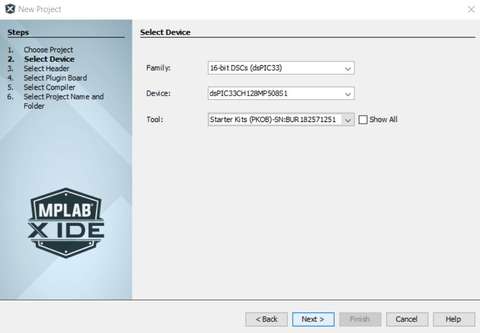 New Project
Steps
1. Choose Project
2. Select Device
3. Select Header
4. Select Plugin Board
5. Select Compiler
6. Select Project Name and
Folder
MPLAB®
X IDE
Select Device
Family: 16-bit DSCs (dsPIC33)
Device: dsPIC33CH128MP508S1
Tool: Starter Kits (PKOB)-SN:BUR182571251 Show All
< Back Next > Finish Cancel Help